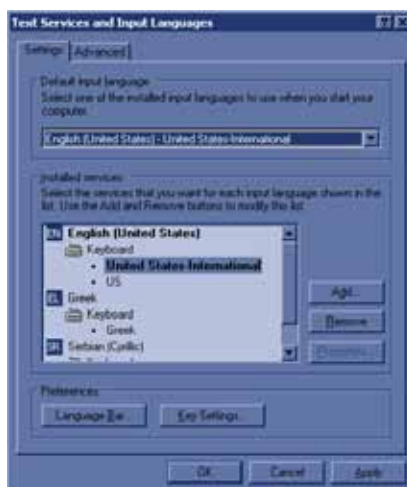 Text Services and Input Languages
Settings
Advanced
Default input language
Select one of the installed input languages to use when you start your
computer.
English (United States) - United States-International
Installed services
Select the services that you want for each input language shown in the
list. Use the Add and Remove buttons to modify this list.
EN English (United States)
Keyboard
• United States-International
• US
EL Greek
Keyboard
• Greek
SR Serbian (Cyrillic)
Add...
Remove
Properties...
Preferences
Language Bar...
Key Settings...
OK
Cancel
Apply